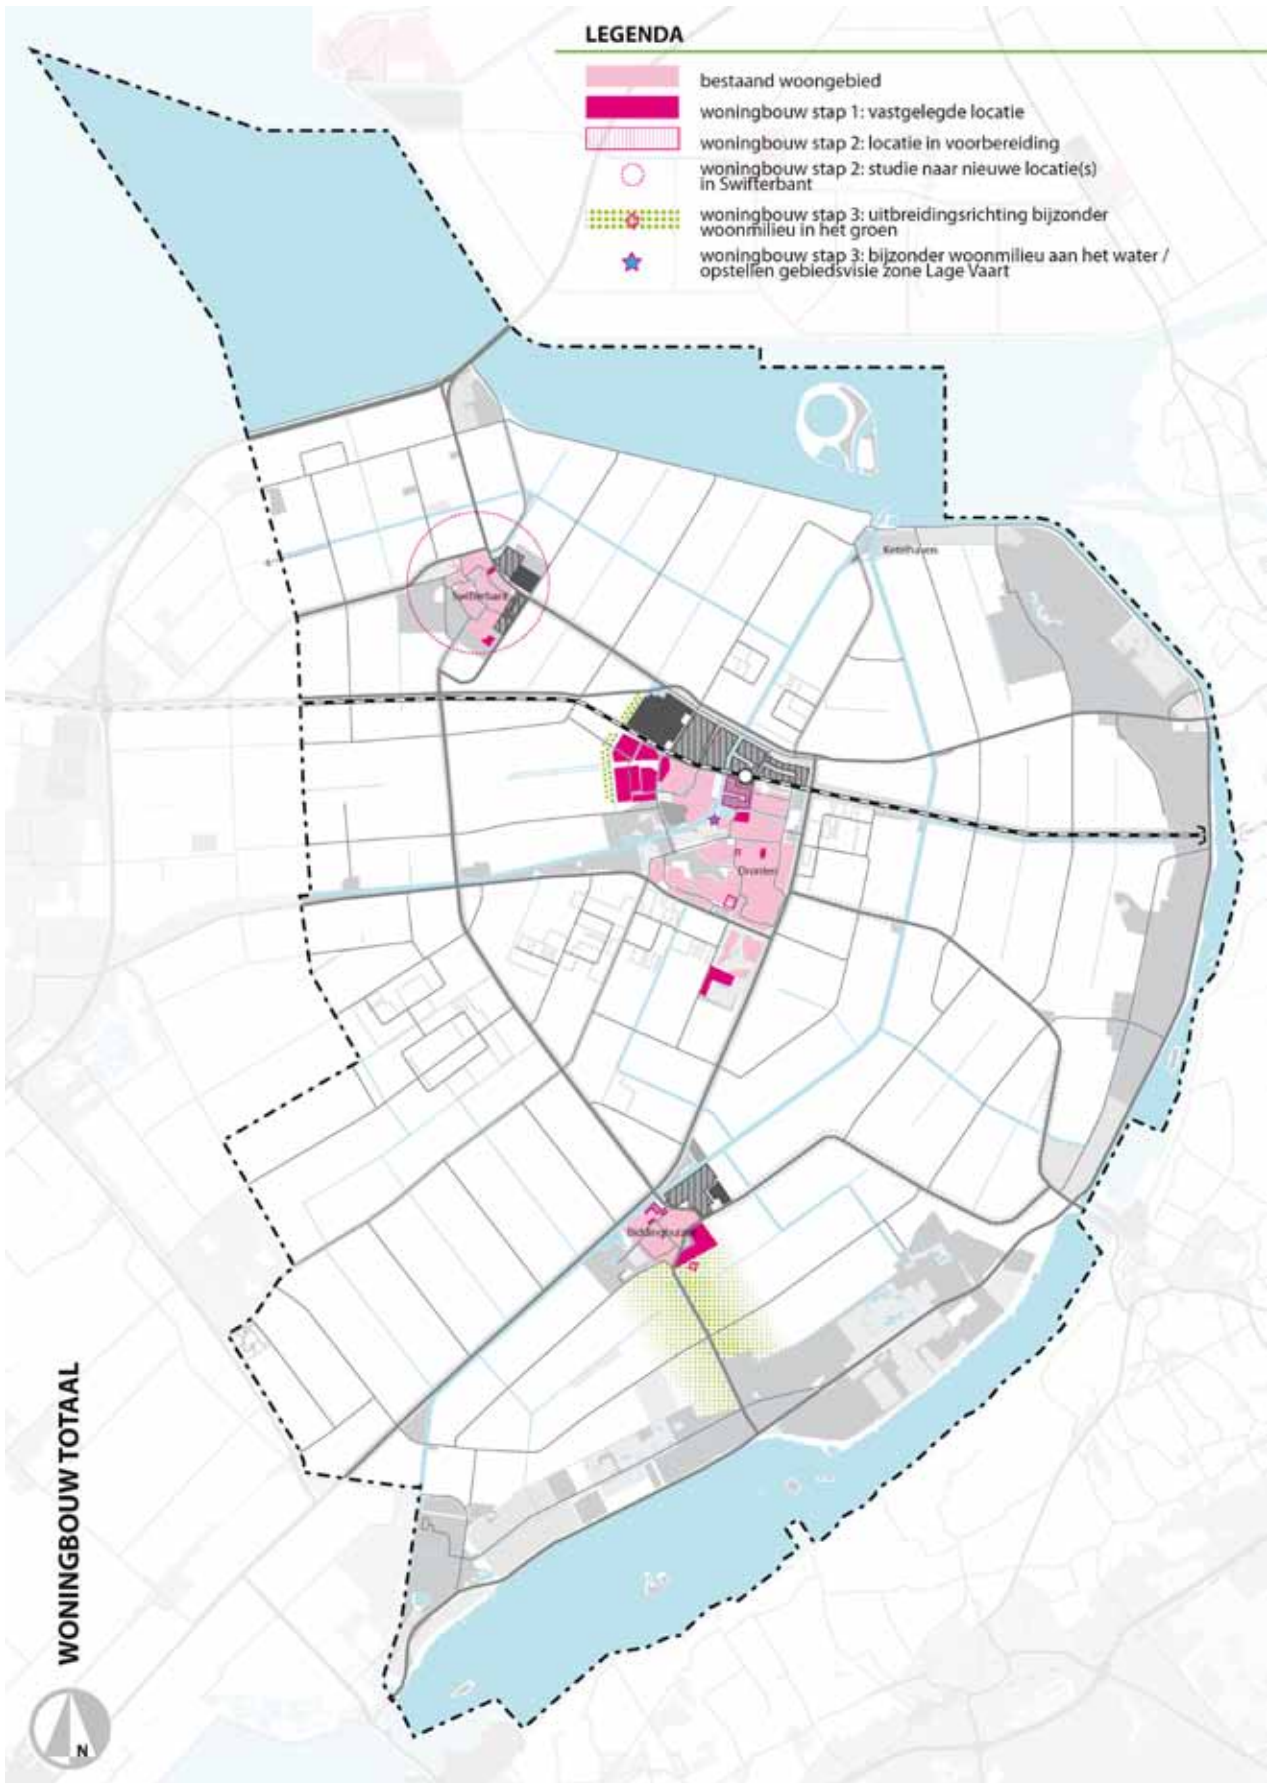 LEGENDA
bestaand woongebied
woningbouw stap 1: vastgelegde locatie
woningbouw stap 2: locatie in voorbereiding
woningbouw stap 2: studie naar nieuwe locatie(s)
in Swifterbant
woningbouw stap 3: uitbreidingsrichting bijzonder
woonmilieu in het groen
woningbouw stap 3: bijzonder woonmilieu aan het water /
opstellen gebiedsvisie zone Lage Vaart
Ketelhaven
Swifterbant
Dronten
Biddinghuizen
WONINGBOUW TOTAAL
N